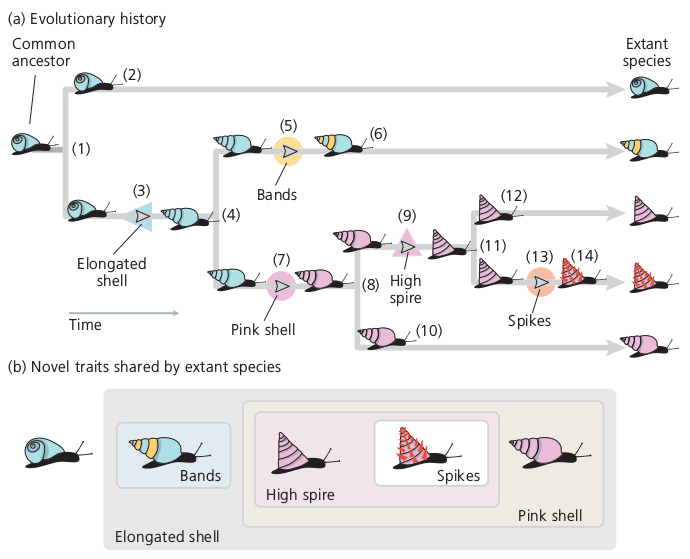 (a) Evolutionary history
Common
ancestor
Extant
species
(2)
(5)
(6)
(1)
Bands
(3)
(4)
(9)
(12)
Elongated
shell
(7)
(8)
(11)
(13)
(14)
High
spire
Time
Pink shell
(10)
Spikes
(b) Novel traits shared by extant species
Bands
Spikes
High spire
Pink shell
Elongated shell